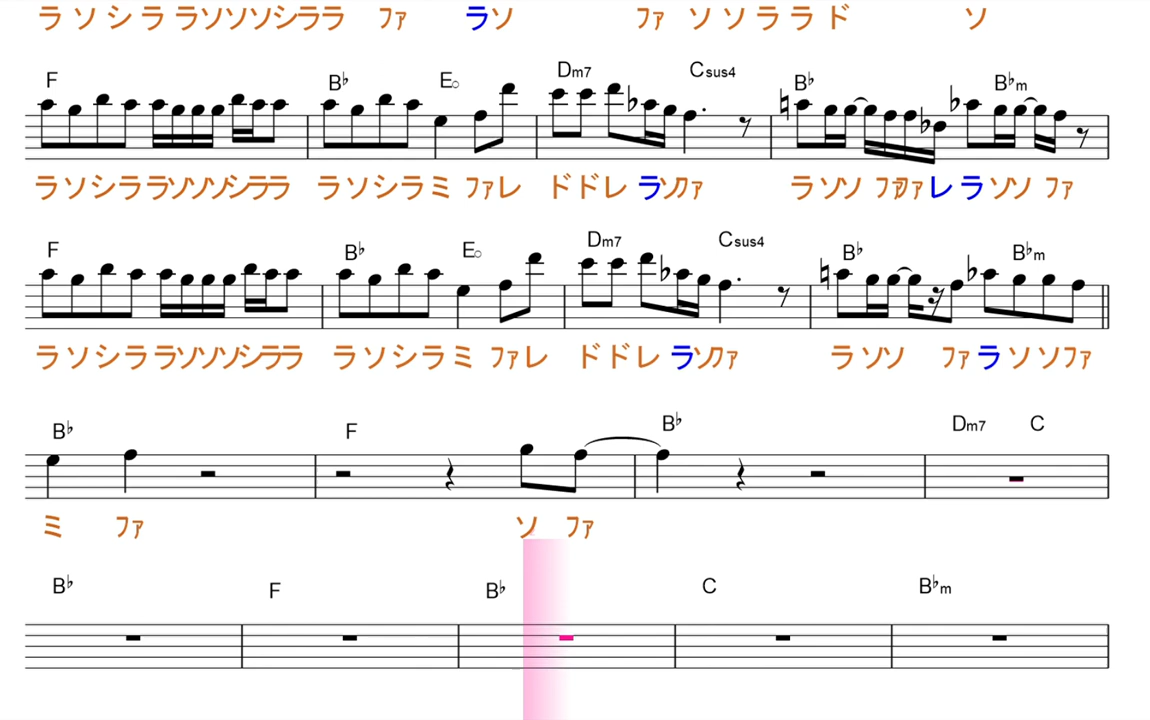 ラ ソ シ ラ ラソソソシララ ファ ラソ ファ ソ ソ ラ ラ ド ソ
F B♭ E○ Dm7 Csus4 B♭ B♭m
ラソシララソソソシララ ラソシラミ ファレ ドドレ ラソファ ラソソ ファファレラソソ ファ
F B♭ E○ Dm7 Csus4 B♭ B♭m
ラソシララソソソシララ ラソシラミ ファレ ドドレ ラソファ ラソソ ファラソソファ
B♭ F B♭ Dm7 C
ミ ファ ソ ファ
B♭ F B♭ C B♭m